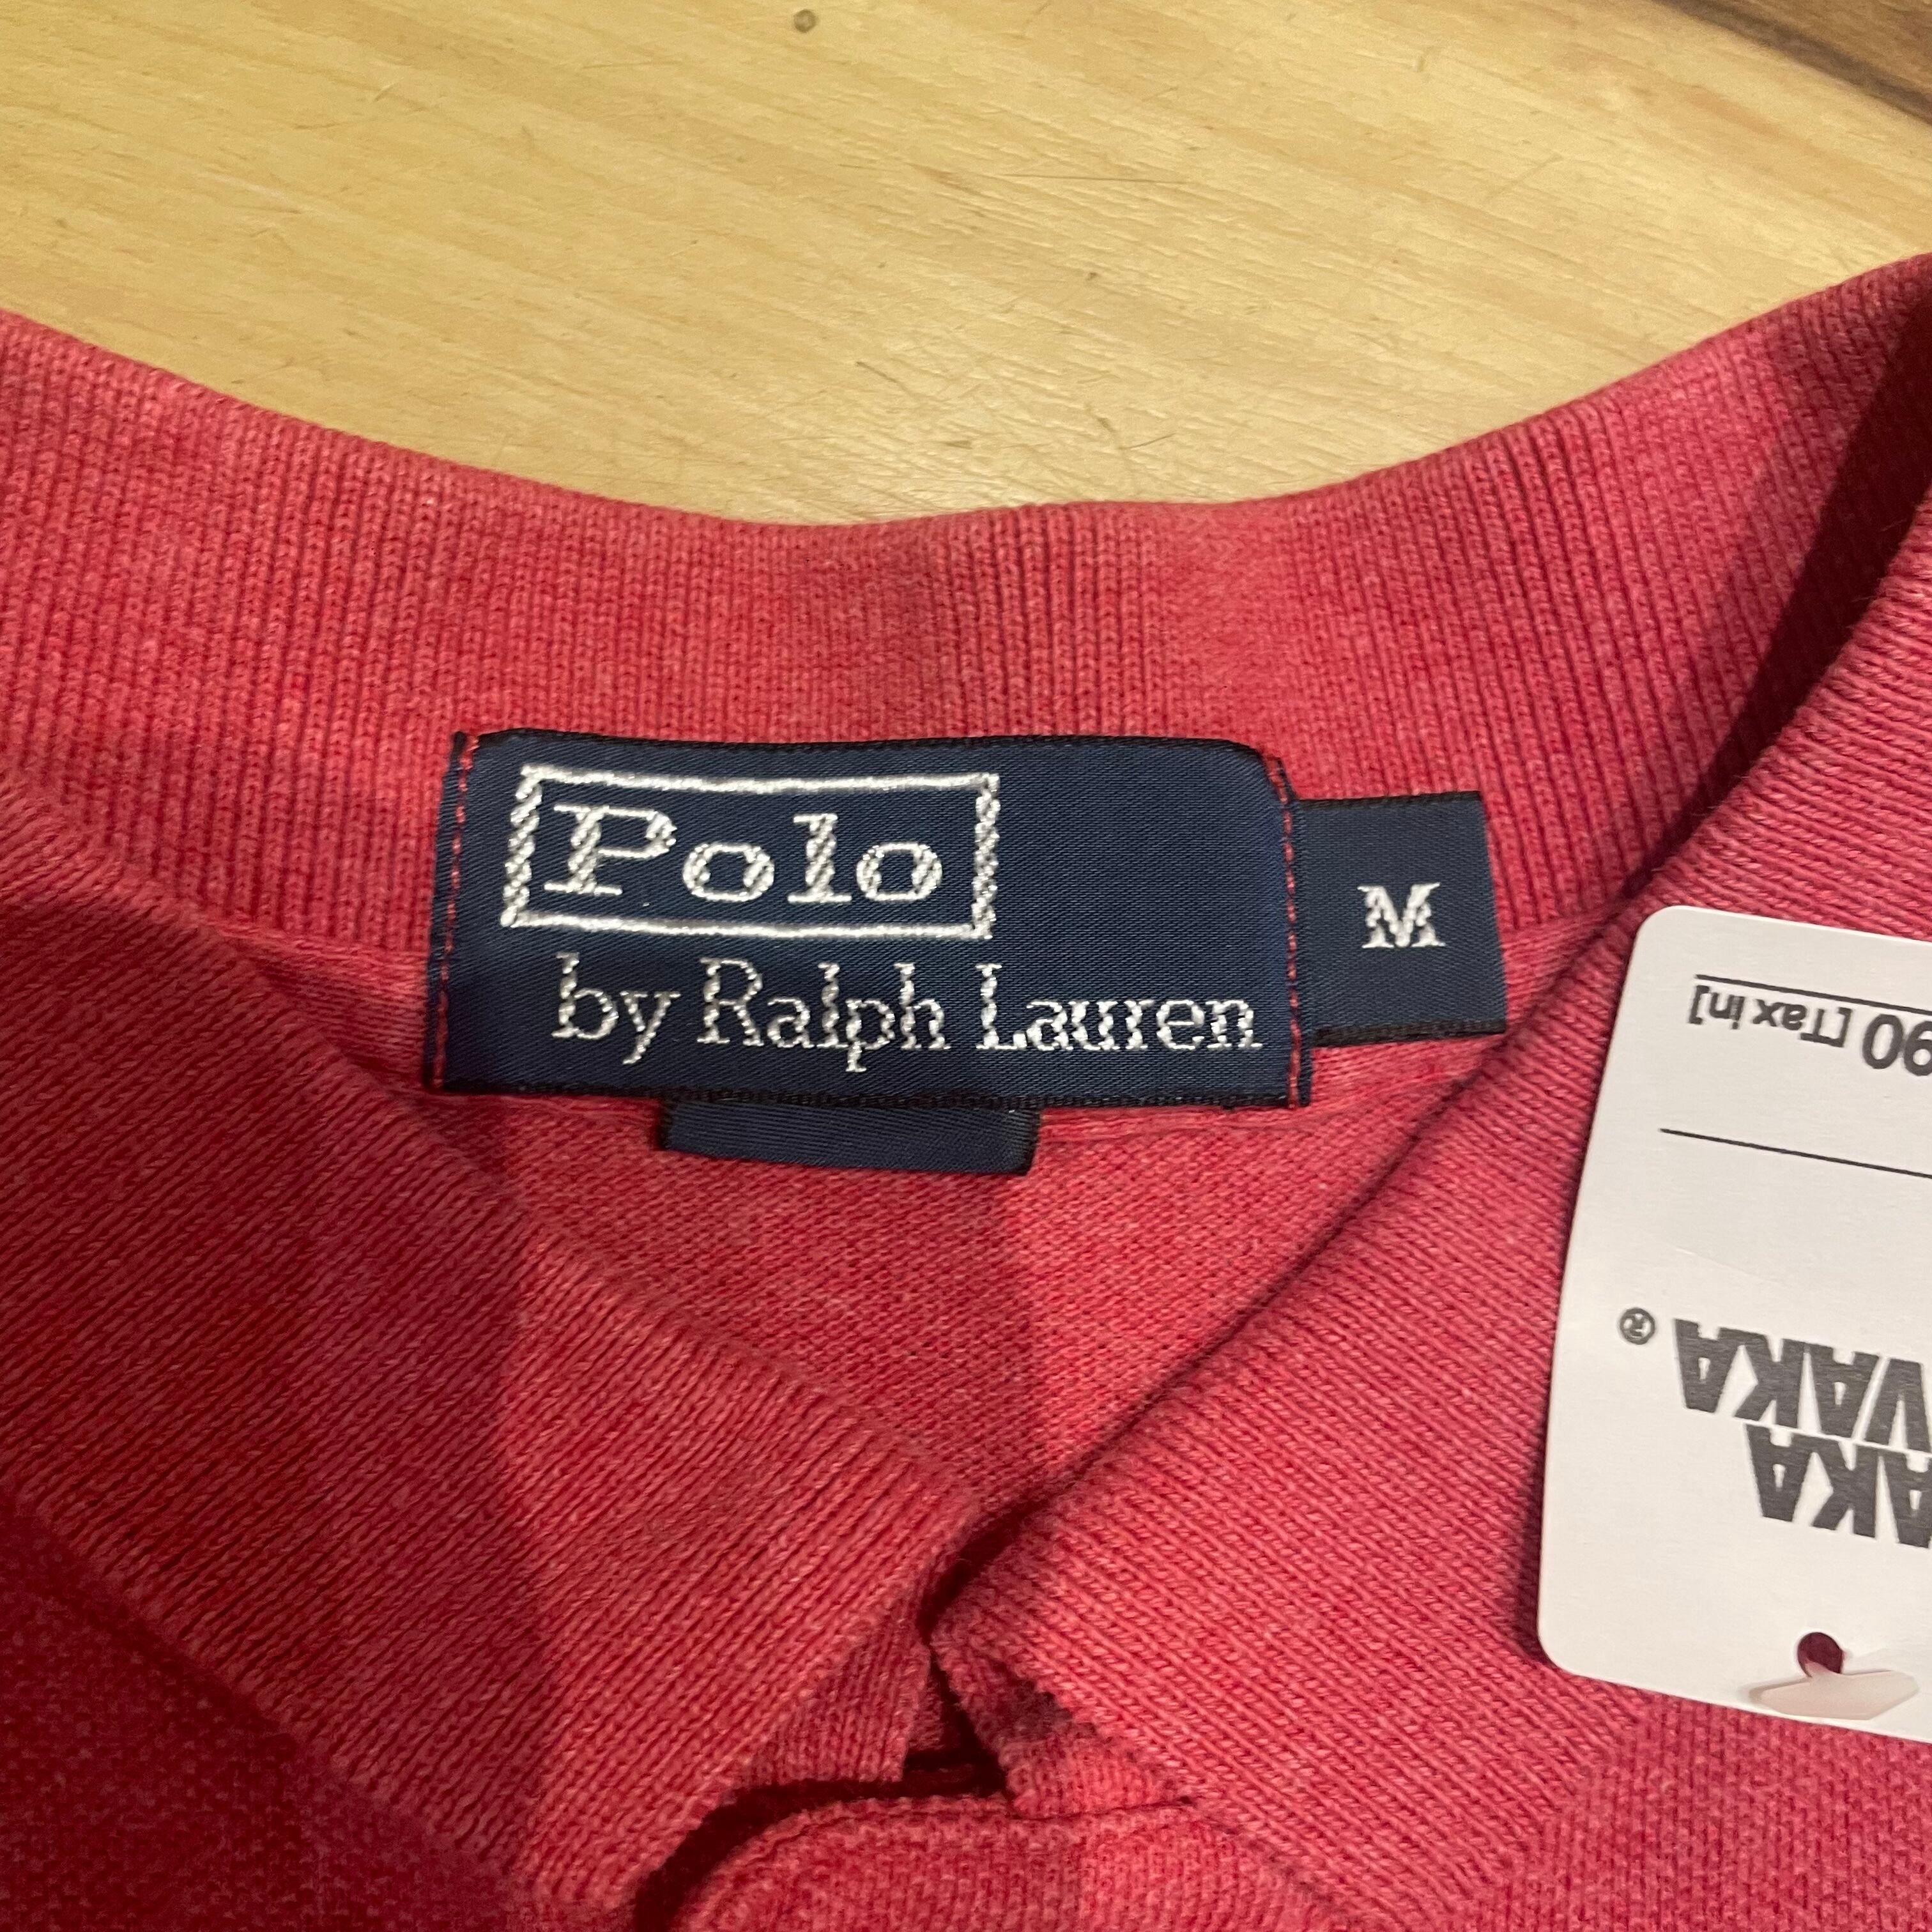 Polo
by Ralph Lauren
M
90 [Tax in]
VAKA
AKA
®